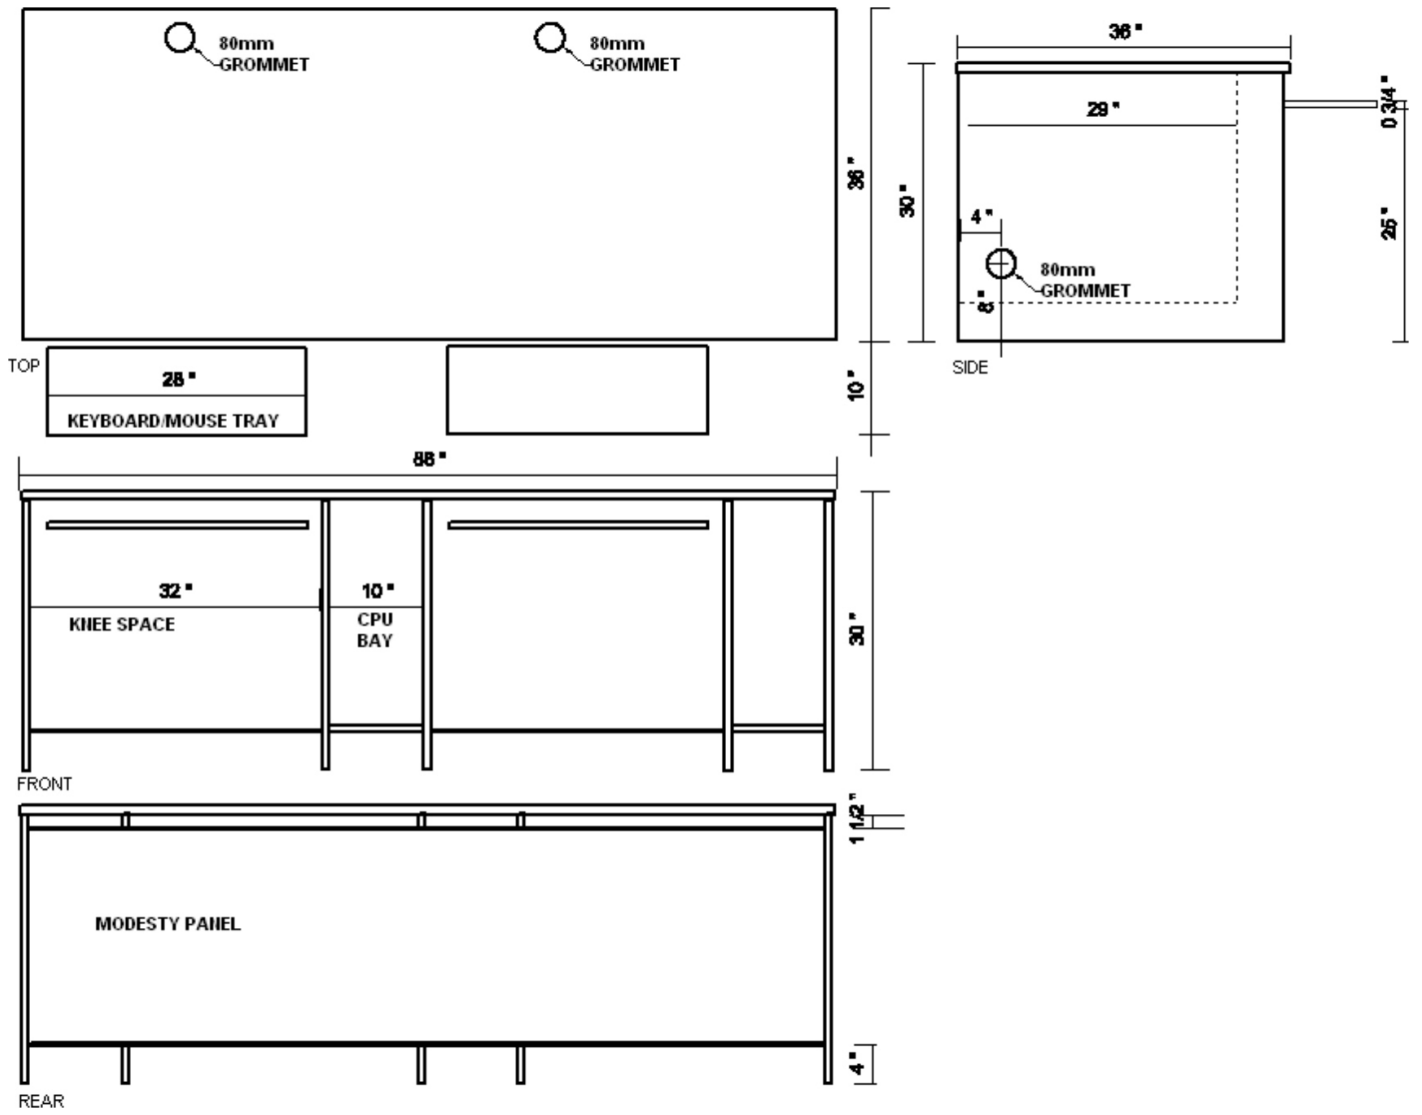 80mm
GROMMET
80mm
GROMMET
36 "
TOP
28 "
KEYBOARD/MOUSE TRAY
10 "
36 "
29 "
0 3/4 "
30 "
4 "
25 "
80mm
GROMMET
8 "
SIDE
88 "
32 "
KNEE SPACE
10 "
CPU
BAY
30 "
FRONT
1 1/2 "
MODESTY PANEL
4 "
REAR